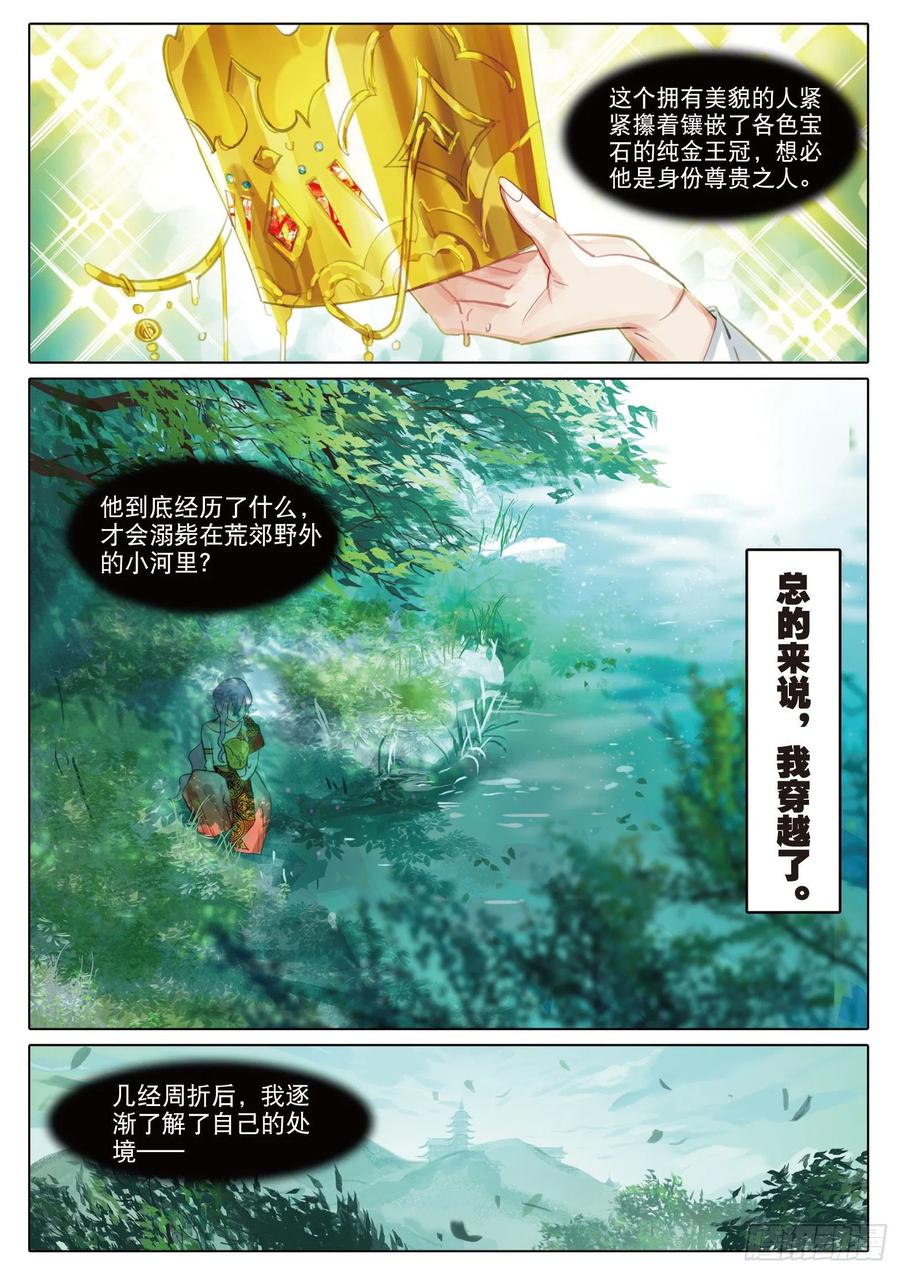 这个拥有美貌的人紧
紧攥着镶嵌了各色宝
石的纯金王冠，想必
他是身份尊贵之人。
他到底经历了什么，
才会溺毙在荒郊野外
的小河里？
总的来说，我穿越了。
几经周折后，我逐
渐了解了自己的处
境——
腾讯动漫